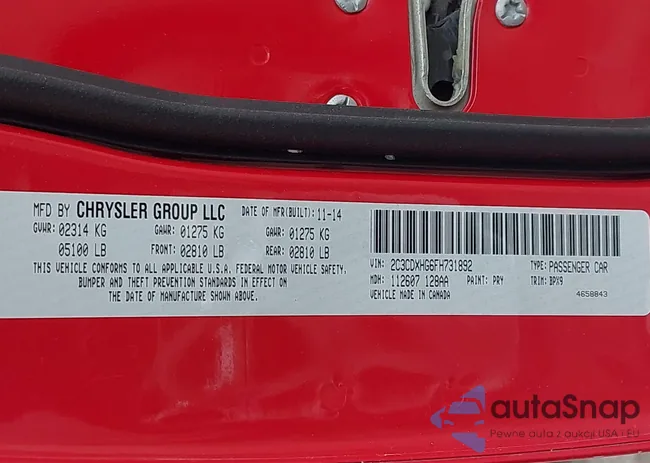 MFD BY CHRYSLER GROUP LLC DATE OF MFR(BUILT): 11-14
GVWR: 02314 KG GAWR: 01275 KG GAWR: 01275 KG
05100 LB FRONT: 02810 LB REAR: 02810 LB
THIS VEHICLE CONFORMS TO ALL APPLICABLE U.S.A. FEDERAL MOTOR VEHICLE SAFETY,
BUMPER AND THEFT PREVENTION STANDARDS IN EFFECT ON
THE DATE OF MANUFACTURE SHOWN ABOVE.
VIN: 2C3CDXHG6FH731892 TYPE: PASSENGER CAR
MDH: 112607 128AA PAINT: PRY TRIM: BPX9
VEHICLE MADE IN CANADA 4658843
autaSnap
Pewne auta z aukcji USA i EU